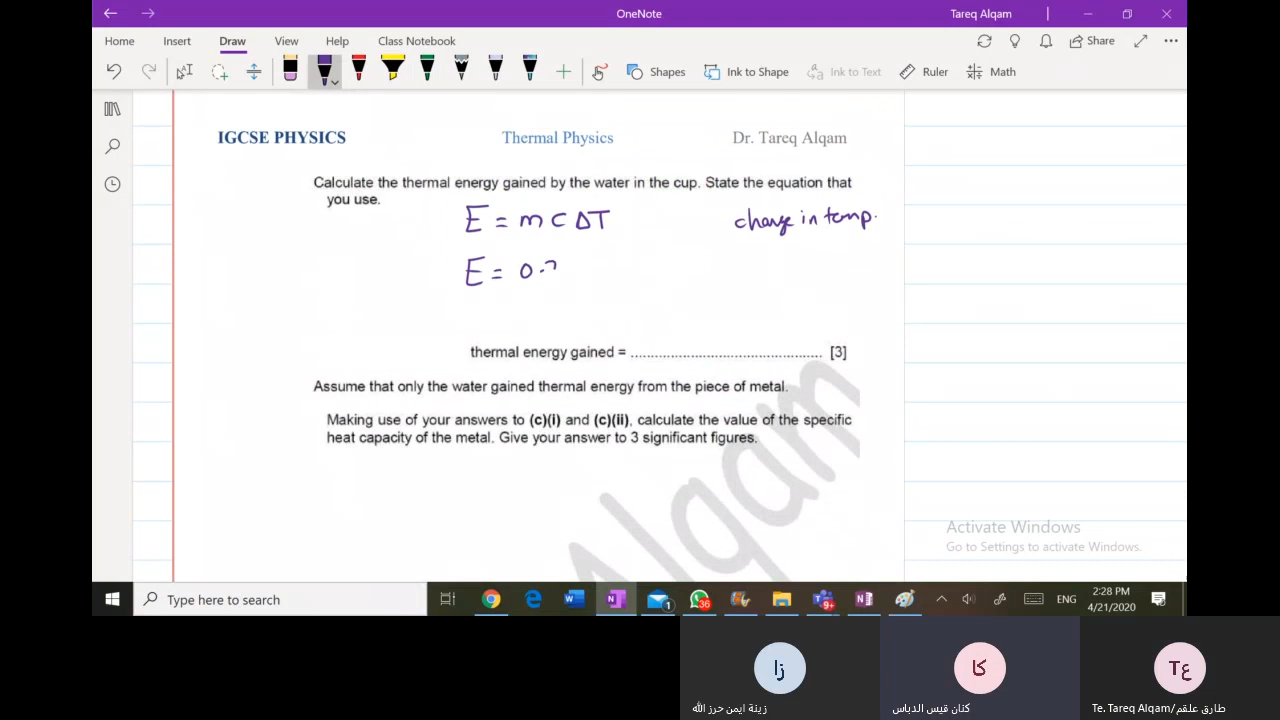 OneNote
Tareq Alqam
Home Insert Draw View Help Class Notebook
Share
Shapes Ink to Shape Ink to Text Ruler Math
IGCSE PHYSICS Thermal Physics Dr. Tareq Alqam
Calculate the thermal energy gained by the water in the cup. State the equation that
you use.
E = m c ΔT change in temp.
E = 0.
thermal energy gained = ............................................... [3]
Assume that only the water gained thermal energy from the piece of metal.
Making use of your answers to (c)(i) and (c)(ii), calculate the value of the specific
heat capacity of the metal. Give your answer to 3 significant figures.
Alqam
Activate Windows
Go to Settings to activate Windows.
Type here to search
1
36
9+
ENG
2:28 PM
4/21/2020
زا
كا
طع
زينة ايمن حرز الله
كنان قيس الدباس
Te. Tareq Alqam/طارق علقم